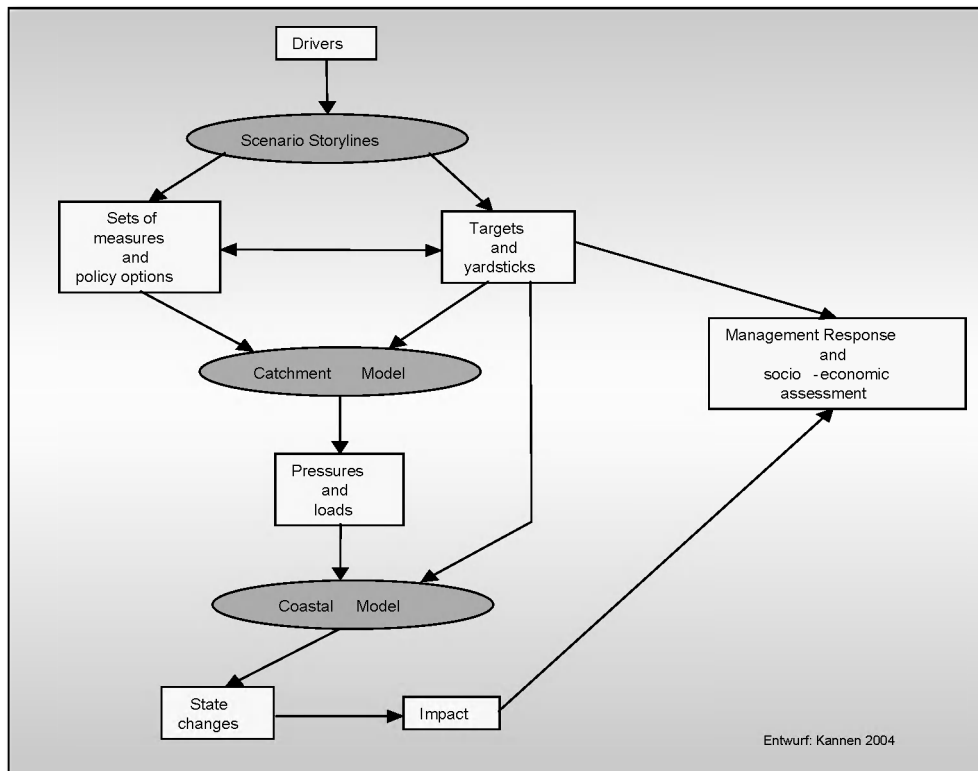 Drivers
Scenario Storylines
Sets of
measures
and
policy options
Targets
and
yardsticks
Management Response
and
socio -economic
assessment
Catchment Model
Pressures
and
loads
Coastal Model
State
changes
Impact
Entwurf: Kannen 2004